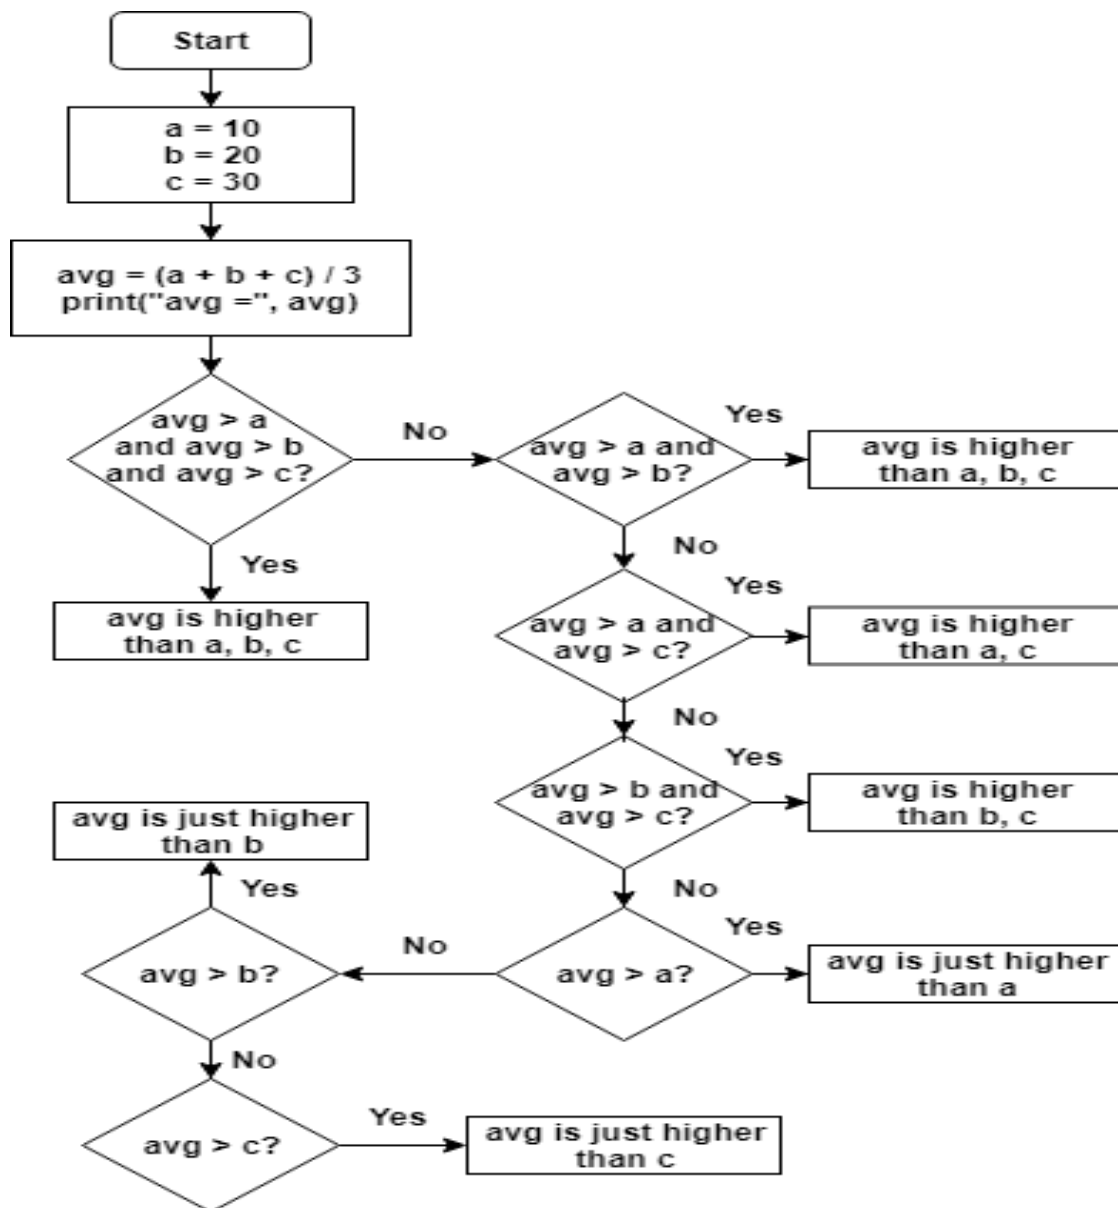 Start
a = 10
b = 20
c = 30
avg = (a + b + c) / 3
print("avg =", avg)
avg > a
and avg > b
and avg > c?
No
Yes
avg is higher
than a, b, c
avg > a and
avg > b?
Yes
avg is higher
than a, b, c
No
avg > a and
avg > c?
Yes
avg is higher
than a, c
No
avg > b and
avg > c?
Yes
avg is higher
than b, c
No
avg > a?
Yes
avg is just higher
than a
No
avg > b?
Yes
avg is just higher
than b
No
avg > c?
Yes
avg is just higher
than c